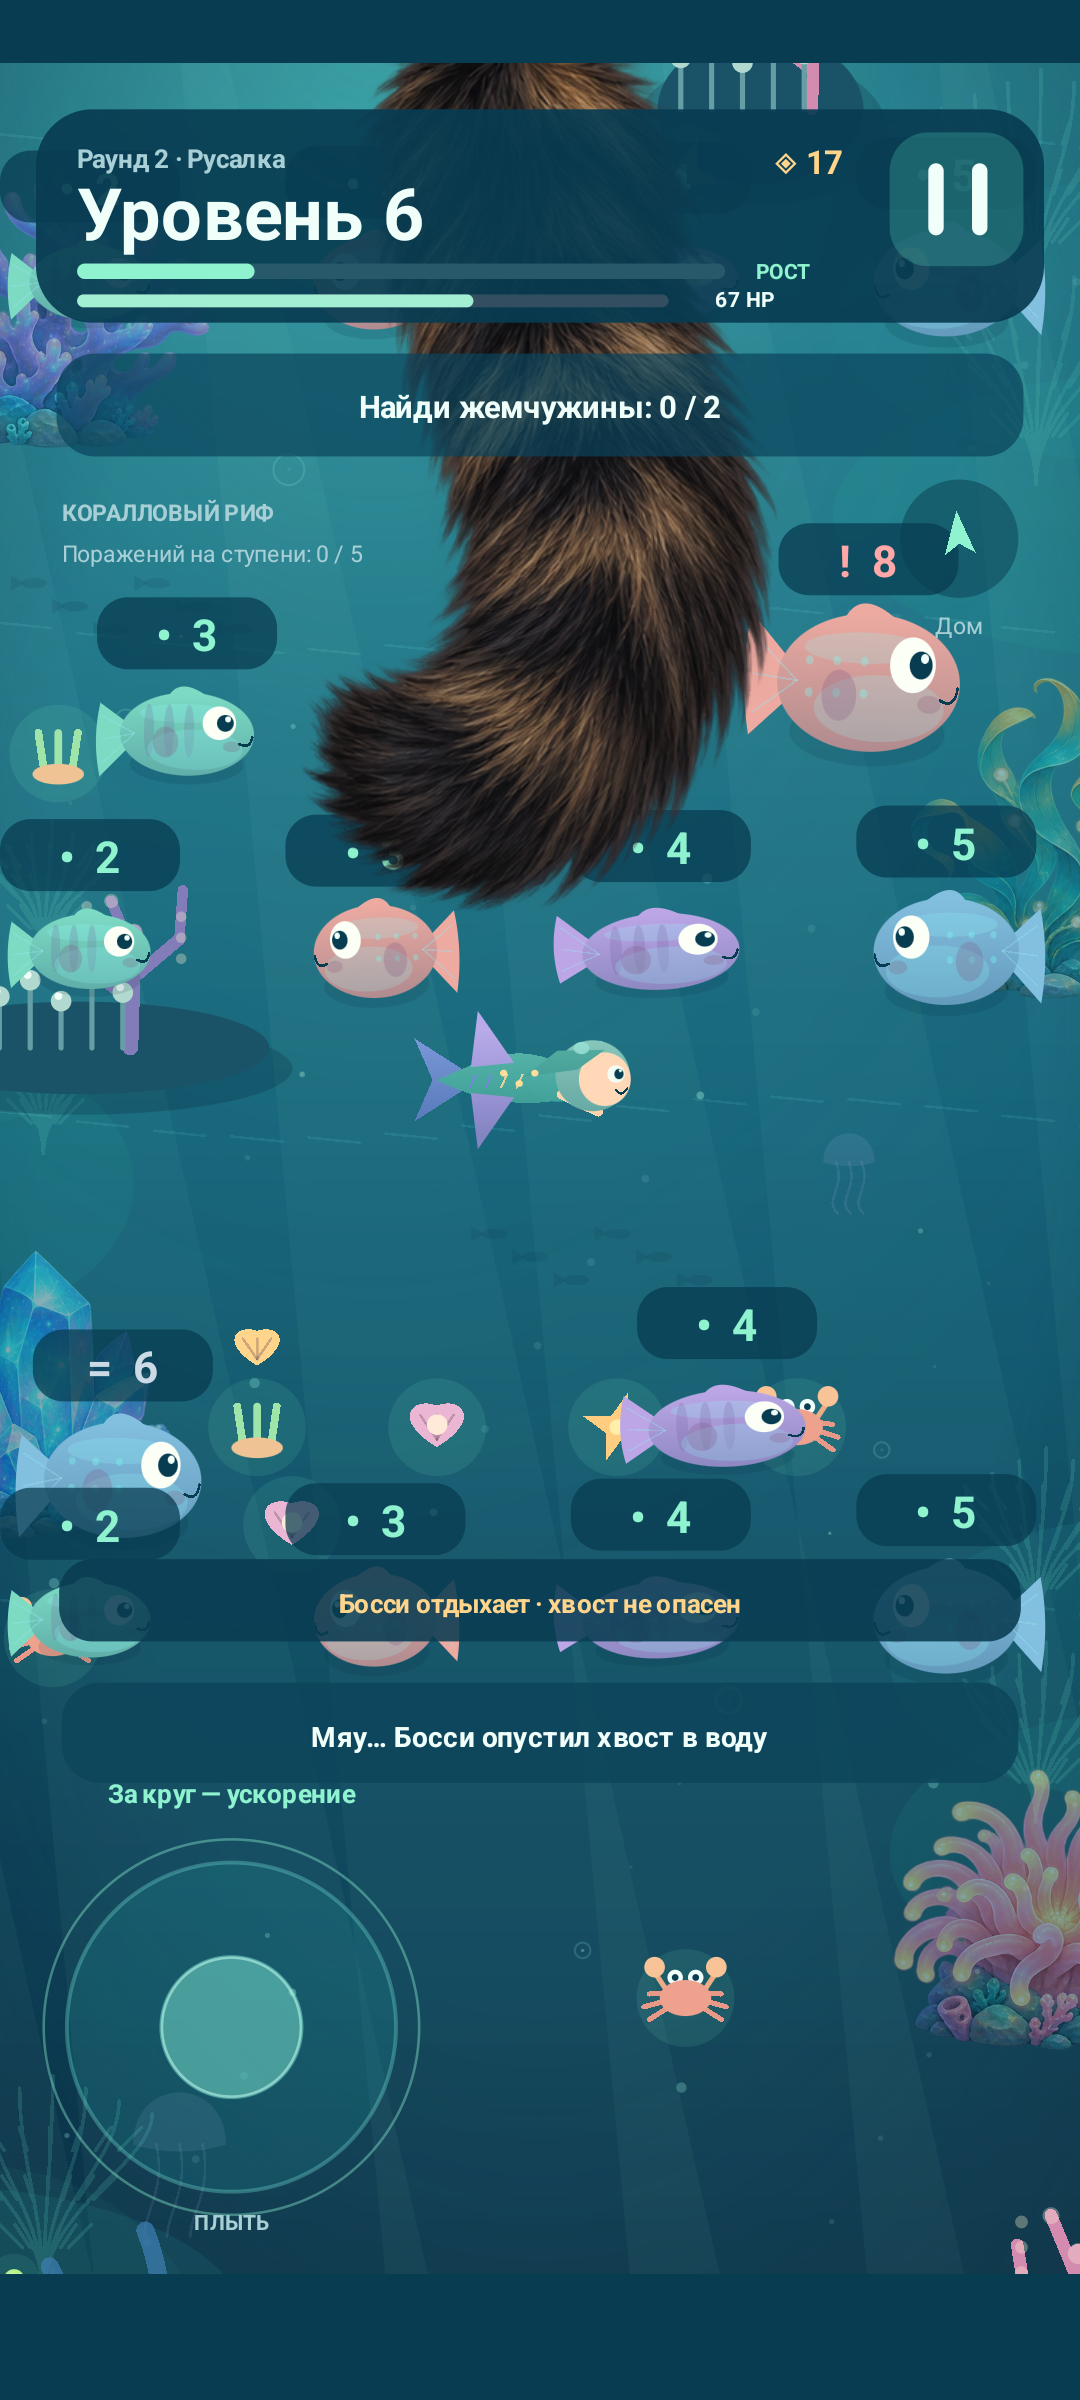 Раунд 2 · Русалка
17
Уровень 6
РОСТ
67 HP
Найди жемчужины: 0 / 2
КОРАЛЛОВЫЙ РИФ
Поражений на ступени: 0 / 5
! 8
Дом
• 3
• 2
• 4
• 5
• 4
= 6
• 2
• 3
• 4
• 5
Босси отдыхает · хвост не опасен
Мяу... Босси опустил хвост в воду
За круг — ускорение
ПЛЫТЬ